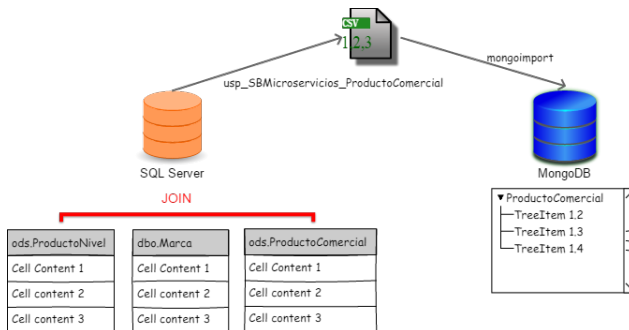 CSV
1,2,3
mongoimport
usp_SBMicroservicios_ProductoComercial
SQL Server
MongoDB
JOIN
▼ ProductoComercial
TreeItem 1.2
TreeItem 1.3
TreeItem 1.4
ods.ProductoNivel
dbo.Marca
ods.ProductoComercial
Cell Content 1
Cell Content 1
Cell Content 1
Cell content 2
Cell content 2
Cell content 2
Cell content 3
Cell content 3
Cell content 3